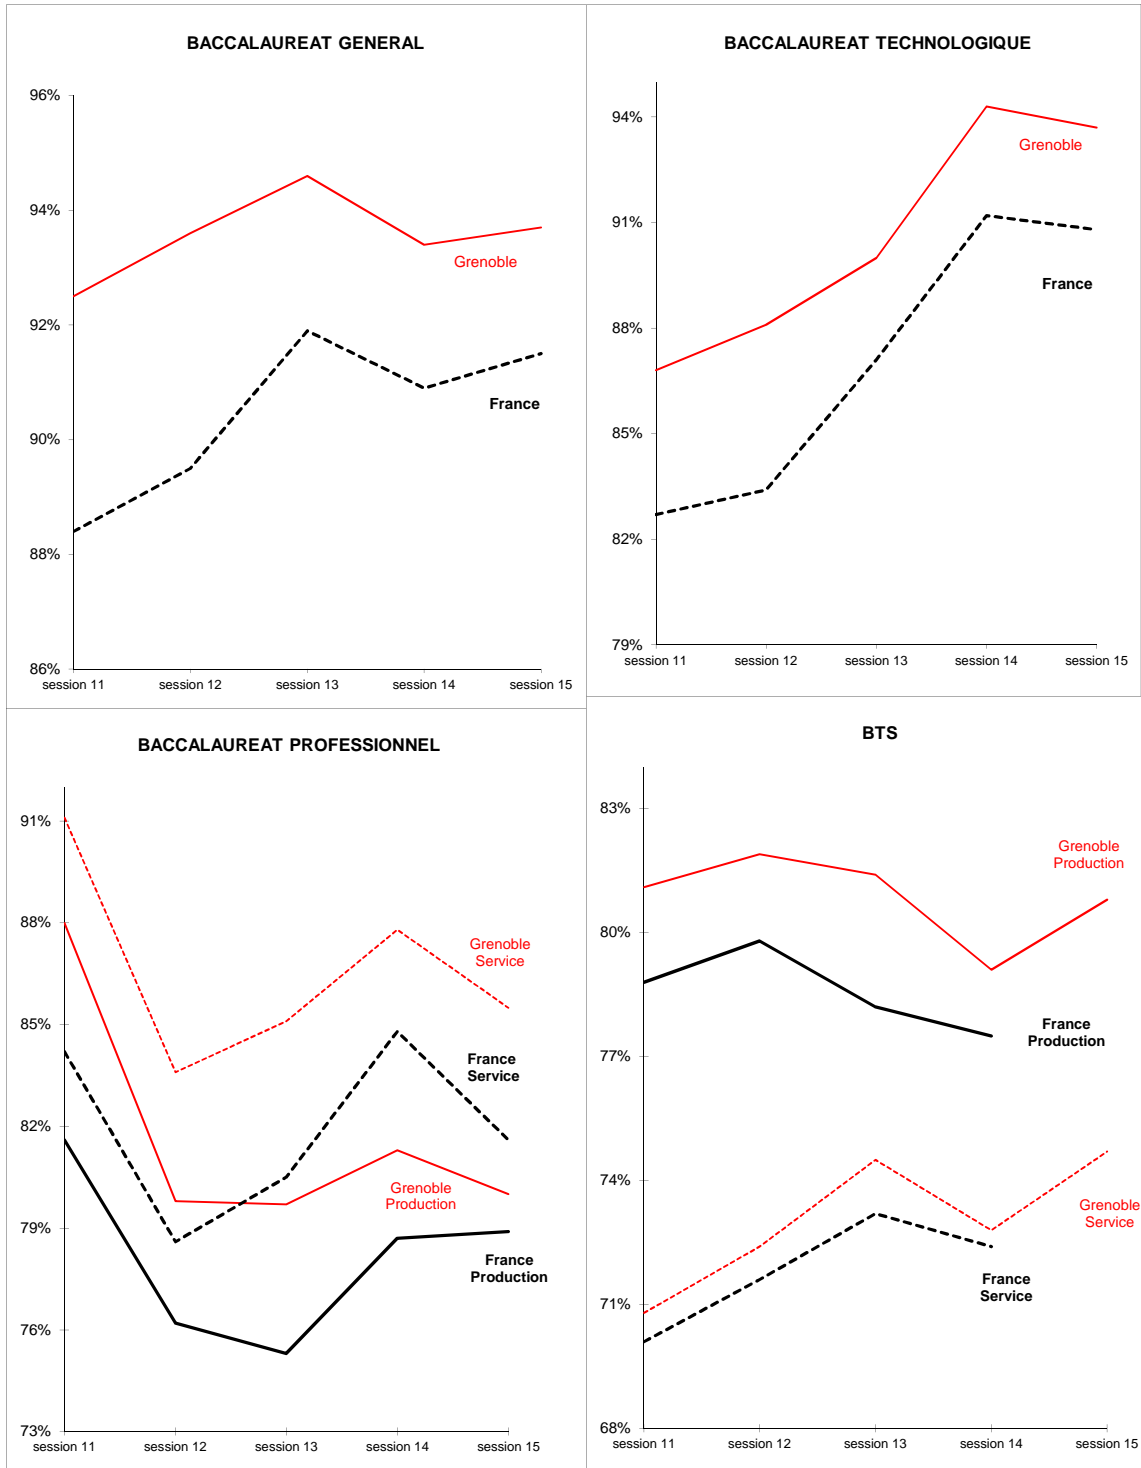 BACCALAUREAT GENERAL
96%
94%
92%
90%
88%
86%
Grenoble
France
session 11
session 12
session 13
session 14
session 15
BACCALAUREAT TECHNOLOGIQUE
94%
91%
88%
85%
82%
79%
Grenoble
France
session 11
session 12
session 13
session 14
session 15
BACCALAUREAT PROFESSIONNEL
91%
88%
85%
82%
79%
76%
73%
Grenoble
Service
France
Service
Grenoble
Production
France
Production
session 11
session 12
session 13
session 14
session 15
BTS
83%
80%
77%
74%
71%
68%
Grenoble
Production
France
Production
Grenoble
Service
France
Service
session 11
session 12
session 13
session 14
session 15